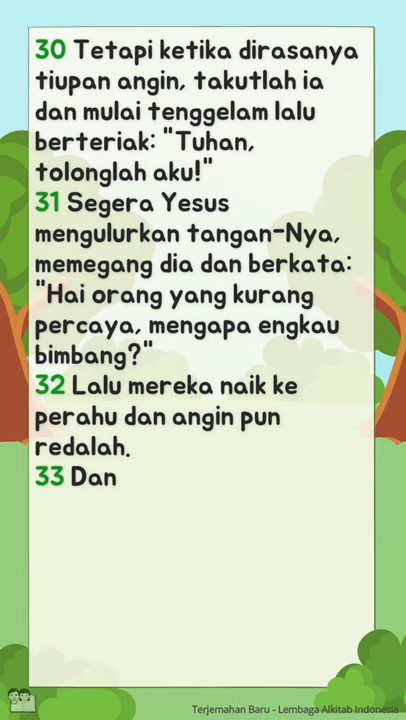 30 Tetapi ketika dirasanya
tiupan angin, takutlah ia
dan mulai tenggelam lalu
berteriak: "Tuhan,
tolonglah aku!"
31 Segera Yesus
mengulurkan tangan-Nya,
memegang dia dan berkata:
"Hai orang yang kurang
percaya, mengapa engkau
bimbang?"
32 Lalu mereka naik ke
perahu dan angin pun
redalah.
33 Dan
Terjemahan Baru - Lembaga Alkitab Indonesia